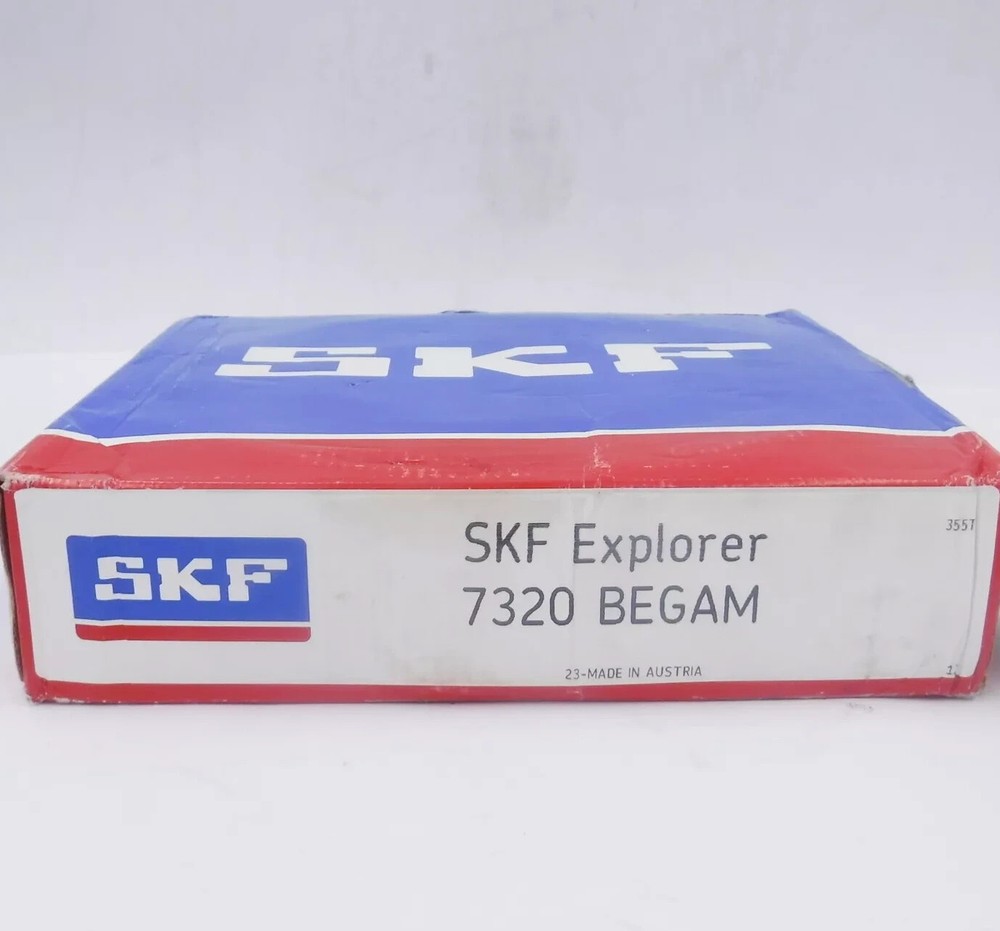 SKF
SKF
SKF Explorer
7320 BEGAM
355T
23-MADE IN AUSTRIA